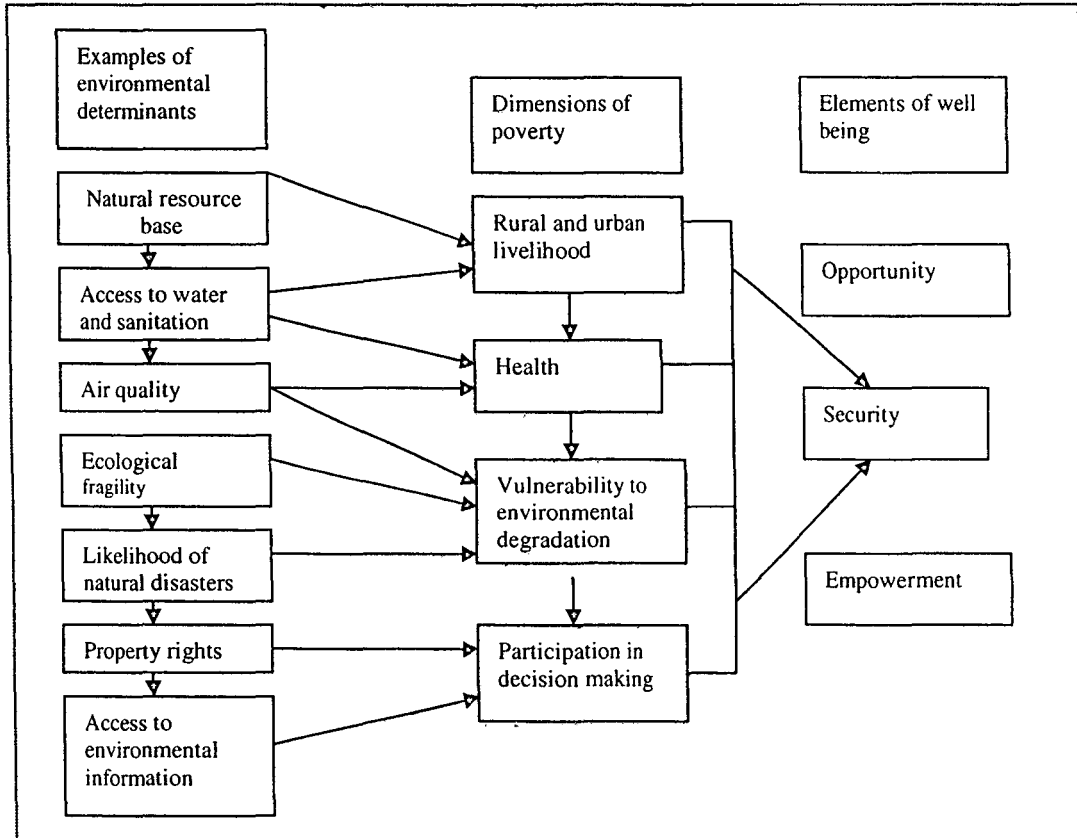 Examples of
environmental
determinants
Natural resource
base
Access to water
and sanitation
Air quality
Ecological
fragility
Likelihood of
natural disasters
Property rights
Access to
environmental
information
Dimensions of
poverty
Rural and urban
livelihood
Health
Vulnerability to
environmental
degradation
Participation in
decision making
Elements of well
being
Opportunity
Security
Empowerment